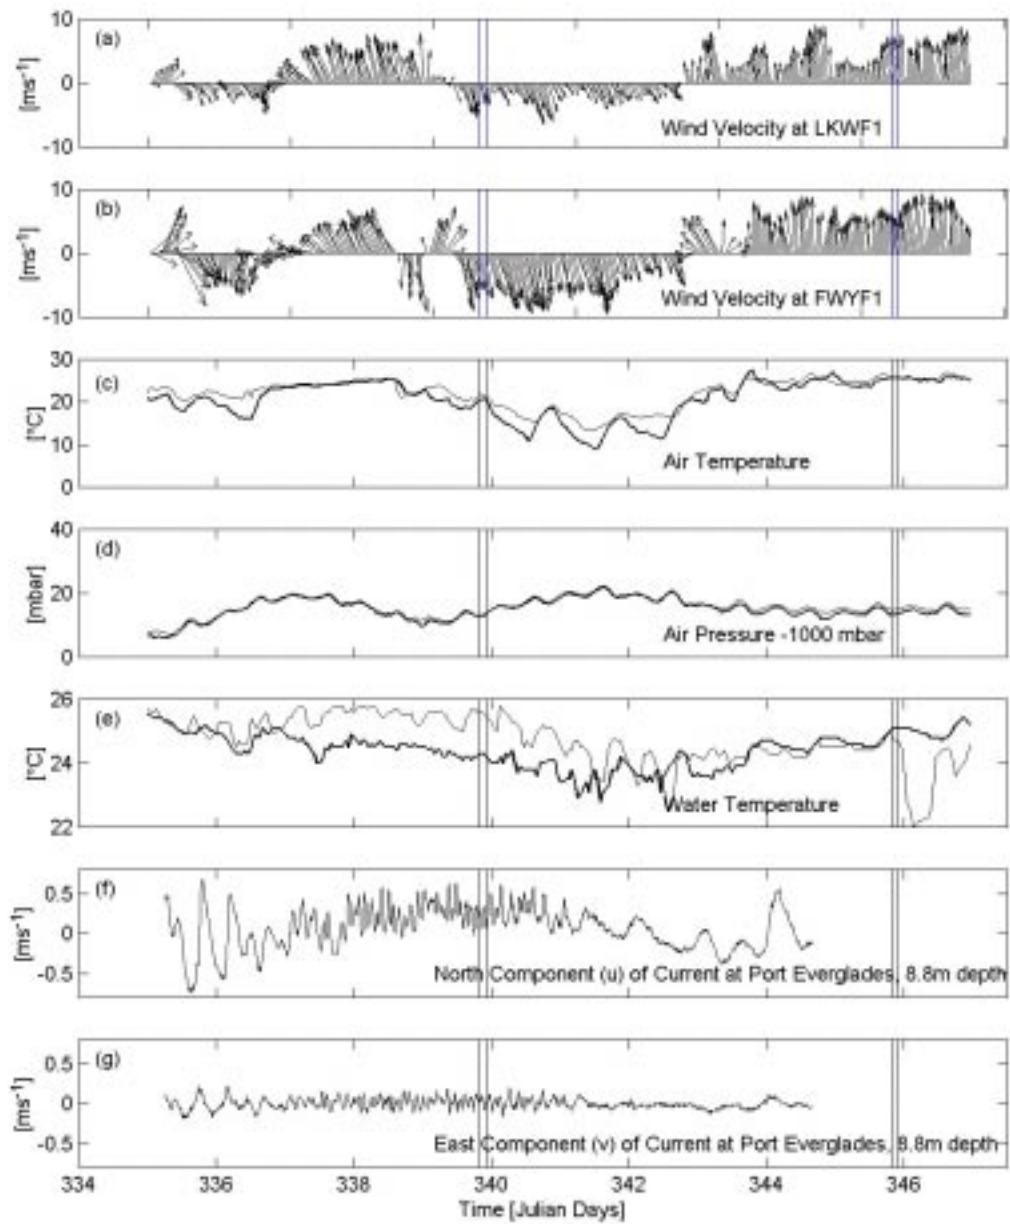 10
(a)
[ms⁻¹]
0
Wind Velocity at LKWF1
-10
10
(b)
[ms⁻¹]
0
Wind Velocity at FWYF1
-10
30
(c)
20
[°C]
10
Air Temperature
0
40
(d)
[mbar]
20
Air Pressure -1000 mbar
0
26
(e)
[°C]
24
Water Temperature
22
(f)
0.5
[ms⁻¹]
0
-0.5
North Component (u) of Current at Port Everglades, 8.8m depth
(g)
0.5
[ms⁻¹]
0
-0.5
East Component (v) of Current at Port Everglades, 8.8m depth
334 336 338 340 342 344 346
Time [Julian Days]